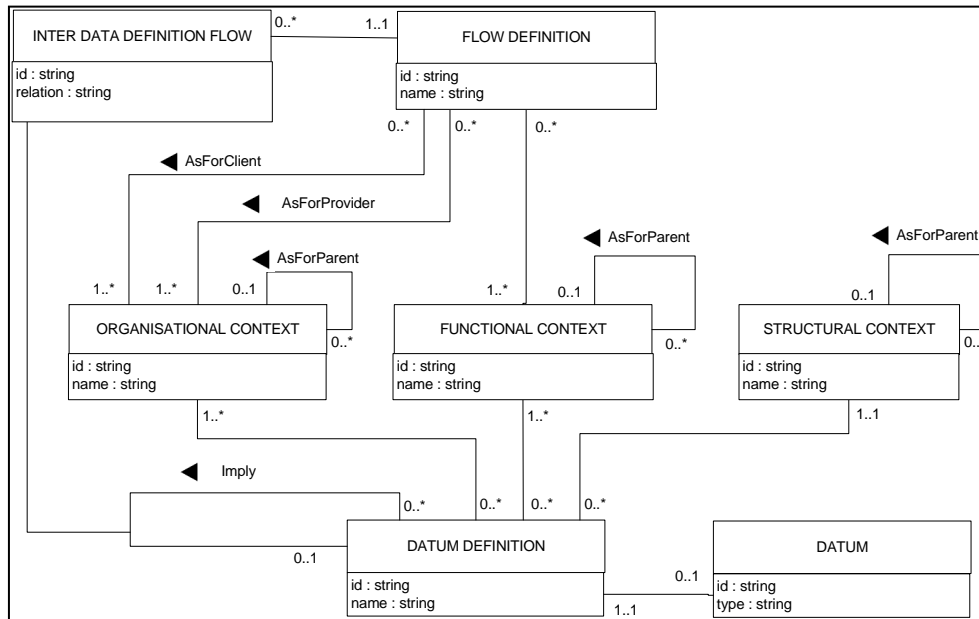 0..*
1..1
INTER DATA DEFINITION FLOW
FLOW DEFINITION
id : string
relation : string
id : string
name : string
0..*
0..*
0..*
AsForClient
AsForProvider
AsForParent
AsForParent
AsForParent
1..*
1..*
0..1
1..*
0..1
0..1
ORGANISATIONAL CONTEXT
FUNCTIONAL CONTEXT
STRUCTURAL CONTEXT
0..*
0..*
0..
id : string
name : string
id : string
name : string
id : string
name : string
1..*
1..*
1..1
Imply
0..*
0..*
0..*
0..*
DATUM DEFINITION
DATUM
0..1
id : string
name : string
0..1
1..1
id : string
type : string